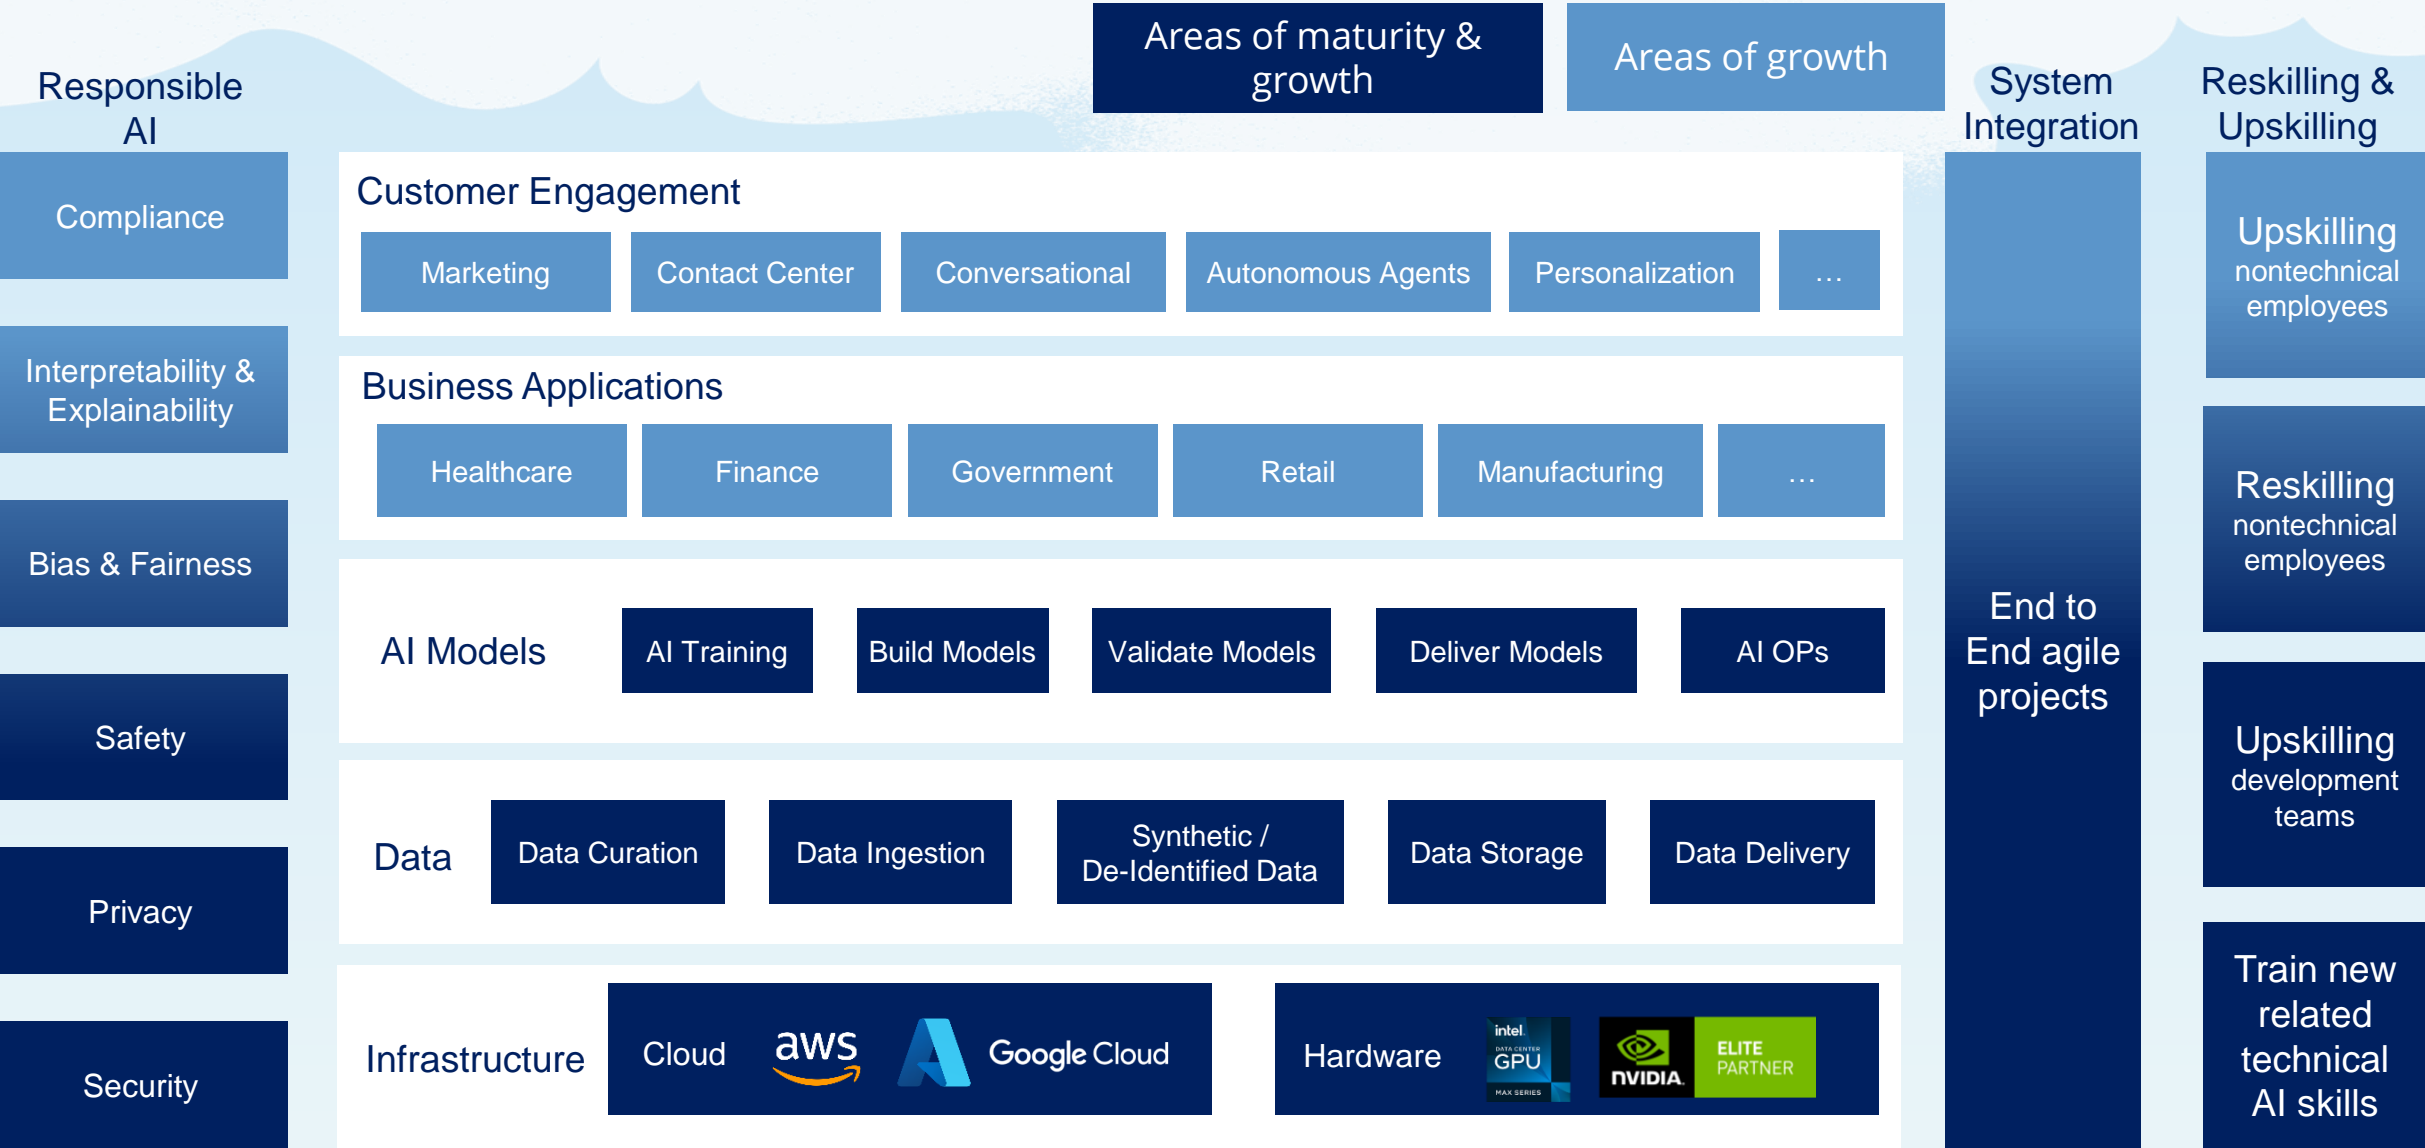 Areas of maturity &
growth
Areas of growth
Responsible
AI
Compliance
Interpretability &
Explainability
Bias & Fairness
Safety
Privacy
Security
Customer Engagement
Marketing
Contact Center
Conversational
Autonomous Agents
Personalization
...
Business Applications
Healthcare
Finance
Government
Retail
Manufacturing
...
AI Models
AI Training
Build Models
Validate Models
Deliver Models
AI OPs
Data
Data Curation
Data Ingestion
Synthetic /
De-Identified Data
Data Storage
Data Delivery
Infrastructure
Cloud
aws
Google Cloud
Hardware
intel.
DATA CENTER
GPU
MAX SERIES
NVIDIA.
ELITE
PARTNER
System
Integration
End to
End agile
projects
Reskilling &
Upskilling
Upskilling
nontechnical
employees
Reskilling
nontechnical
employees
Upskilling
development
teams
Train new
related
technical
AI skills